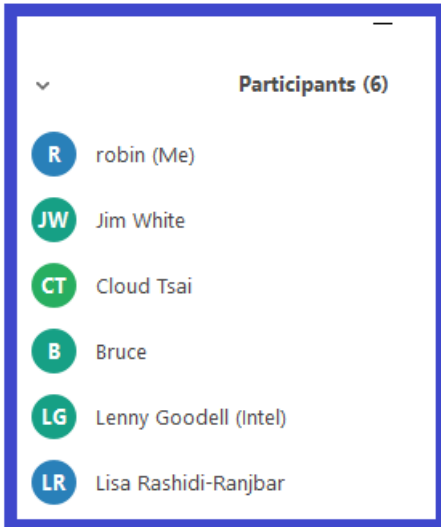 Participants (6)
R robin (Me)
JW Jim White
CT Cloud Tsai
B Bruce
LG Lenny Goodell (Intel)
LR Lisa Rashidi-Ranjbar